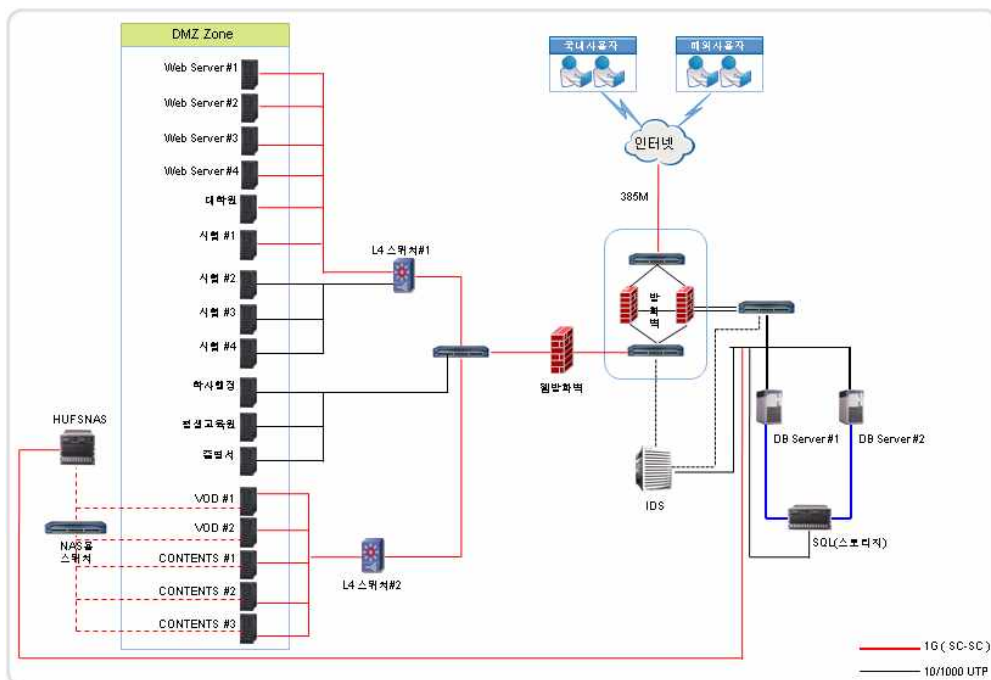 DMZ Zone
Web Server #1
Web Server #2
Web Server #3
Web Server #4
대학원
시험 #1
시험 #2
시험 #3
시험 #4
학사행정
평생교육원
증명서
VOD #1
VOD #2
CONTENTS #1
CONTENTS #2
CONTENTS #3
HUFSNAS
NAS용
스위치
L4 스위치#1
L4 스위치#2
웹방화벽
국내사용자
해외사용자
인터넷
385M
방
화
벽
IDS
DB Server #1
DB Server #2
SQL(스토리지)
1G ( SC-SC )
10/1000 UTP